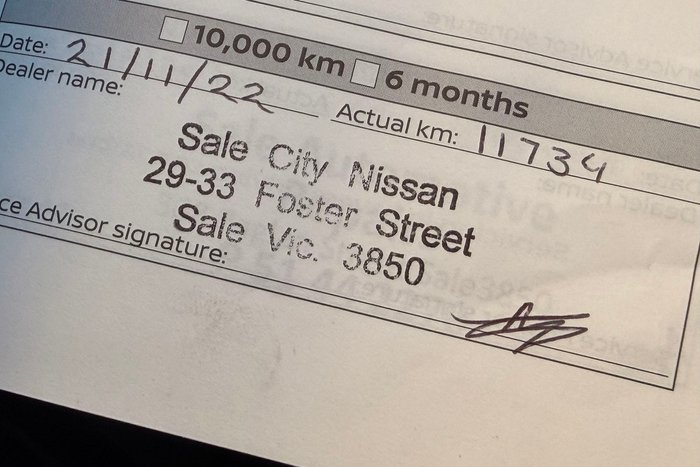 10,000 km 6 months
Date: 21/11/22 Actual km: 11734
Dealer name:
Sale City Nissan
29-33 Foster Street
Sale Vic. 3850
ce Advisor signature: